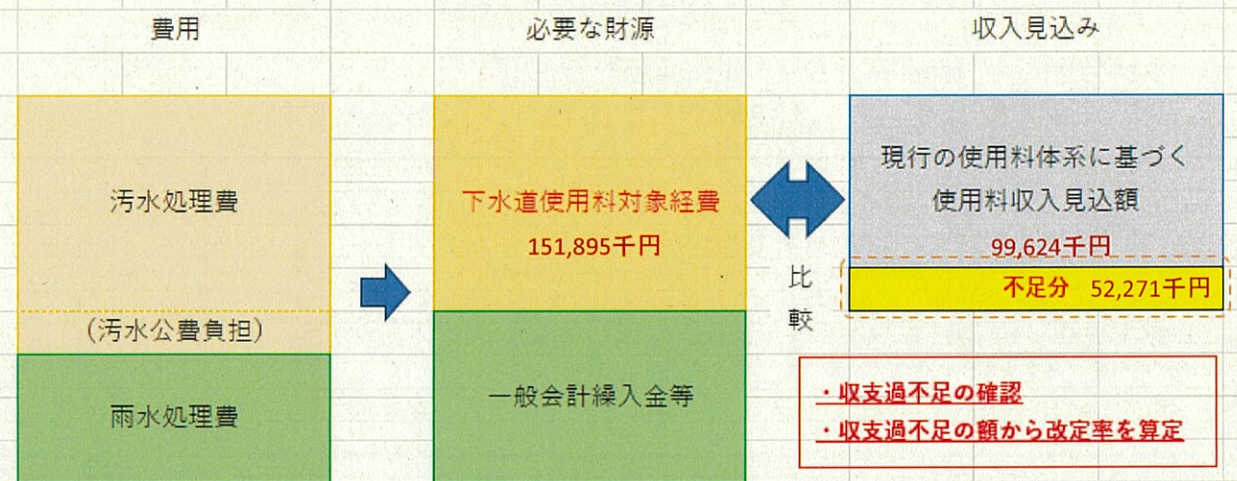 費用
必要な財源
収入見込み
汚水処理費
(汚水公費負担)
雨水処理費
下水道使用料対象経費
151,895千円
一般会計繰入金等
比
較
現行の使用料体系に基づく
使用料収入見込額
99,624千円
不足分 52,271千円
・収支過不足の確認
・収支過不足の額から改定率を算定